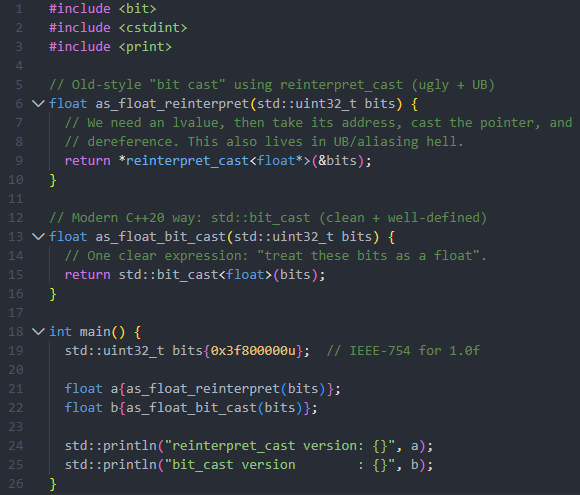 1 #include <bit>
2 #include <cstdint>
3 #include <print>
4
5 // Old-style "bit cast" using reinterpret_cast (ugly + UB)
6 float as_float_reinterpret(std::uint32_t bits) {
7   // We need an lvalue, then take its address, cast the pointer, and
8   // dereference. This also lives in UB/aliasing hell.
9   return *reinterpret_cast<float*>(&bits);
10 }
11
12 // Modern C++20 way: std::bit_cast (clean + well-defined)
13 float as_float_bit_cast(std::uint32_t bits) {
14   // One clear expression: "treat these bits as a float".
15   return std::bit_cast<float>(bits);
16 }
17
18 int main() {
19   std::uint32_t bits{0x3f800000u};  // IEEE-754 for 1.0f
20
21   float a{as_float_reinterpret(bits)};
22   float b{as_float_bit_cast(bits)};
23
24   std::println("reinterpret_cast version: {}", a);
25   std::println("bit_cast version        : {}", b);
26 }